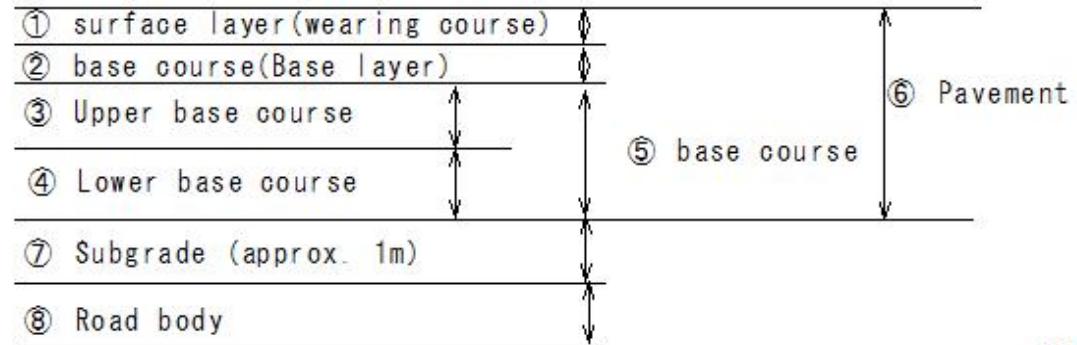 ① surface layer(wearing course)
② base course(Base layer)
③ Upper base course
④ Lower base course
⑤ base course
⑥ Pavement
⑦ Subgrade (approx. 1m)
⑧ Road body